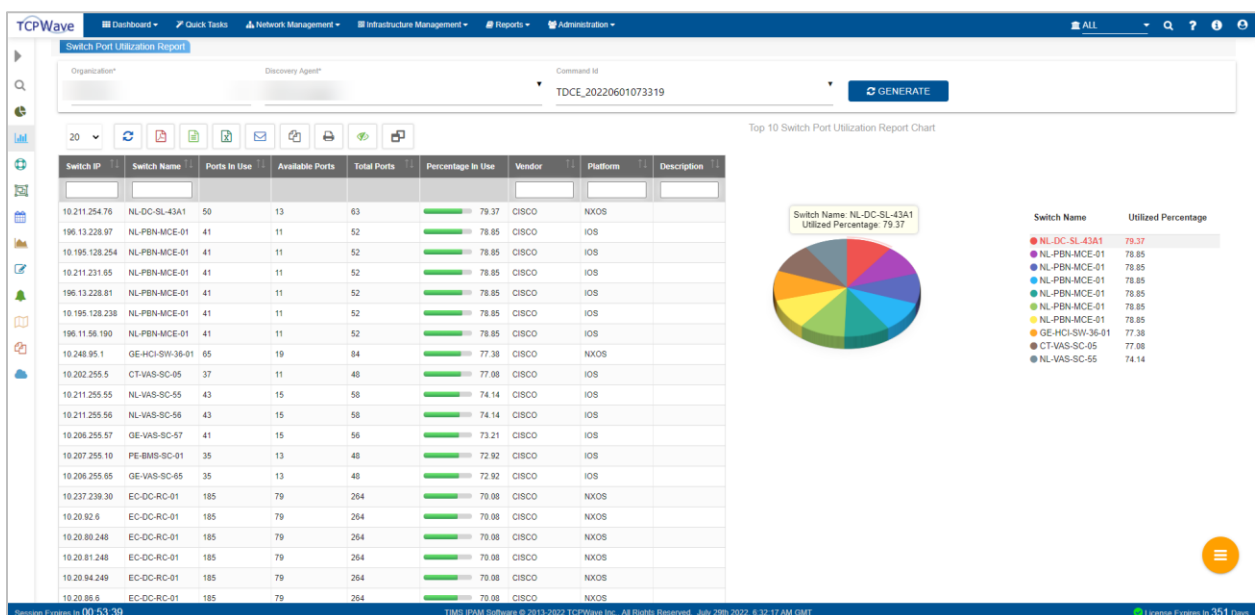 TCPWave Dashboard Quick Tasks Network Management Infrastructure Management Reports Administration ALL
Switch Port Utilization Report
Organization* Discovery Agent* Command Id
TDCE_20220601073319 GENERATE
20 Top 10 Switch Port Utilization Report Chart
Switch IP Switch Name Ports In Use Available Ports Total Ports Percentage In Use Vendor Platform Description
10.211.254.76 NL-DC-SL-43A1 50 13 63 79.37 CISCO NXOS
196.13.228.97 NL-PBN-MCE-01 41 11 52 78.85 CISCO IOS
10.195.128.254 NL-PBN-MCE-01 41 11 52 78.85 CISCO IOS
10.211.231.65 NL-PBN-MCE-01 41 11 52 78.85 CISCO IOS
196.13.228.81 NL-PBN-MCE-01 41 11 52 78.85 CISCO IOS
10.195.128.238 NL-PBN-MCE-01 41 11 52 78.85 CISCO IOS
196.11.56.190 NL-PBN-MCE-01 41 11 52 78.85 CISCO IOS
10.248.95.1 GE-HCI-SW-36-01 65 19 84 77.38 CISCO NXOS
10.202.255.5 CT-VAS-SC-05 37 11 48 77.08 CISCO IOS
10.211.255.55 NL-VAS-SC-55 43 15 58 74.14 CISCO IOS
10.211.255.56 NL-VAS-SC-56 43 15 58 74.14 CISCO IOS
10.206.255.57 GE-VAS-SC-57 41 15 56 73.21 CISCO IOS
10.207.255.10 PE-BMS-SC-01 35 13 48 72.92 CISCO IOS
10.206.255.65 GE-VAS-SC-65 35 13 48 72.92 CISCO IOS
10.237.239.30 EC-DC-RC-01 185 79 264 70.08 CISCO NXOS
10.20.92.6 EC-DC-RC-01 185 79 264 70.08 CISCO NXOS
10.20.80.248 EC-DC-RC-01 185 79 264 70.08 CISCO NXOS
10.20.81.248 EC-DC-RC-01 185 79 264 70.08 CISCO NXOS
10.20.94.249 EC-DC-RC-01 185 79 264 70.08 CISCO NXOS
10.20.86.6 EC-DC-RC-01 185 79 264 70.08 CISCO NXOS
Switch Name: NL-DC-SL-43A1
Utilized Percentage: 79.37
Switch Name Utilized Percentage
NL-DC-SL-43A1 79.37
NL-PBN-MCE-01 78.85
NL-PBN-MCE-01 78.85
NL-PBN-MCE-01 78.85
NL-PBN-MCE-01 78.85
NL-PBN-MCE-01 78.85
NL-PBN-MCE-01 78.85
GE-HCI-SW-36-01 77.38
CT-VAS-SC-05 77.08
NL-VAS-SC-55 74.14
Session Expires In 00:53:39 TIMS IPAM Software © 2013-2022 TCPWave Inc. All Rights Reserved. July 29th 2022, 6:32:17 AM GMT License Expires In 351 Days